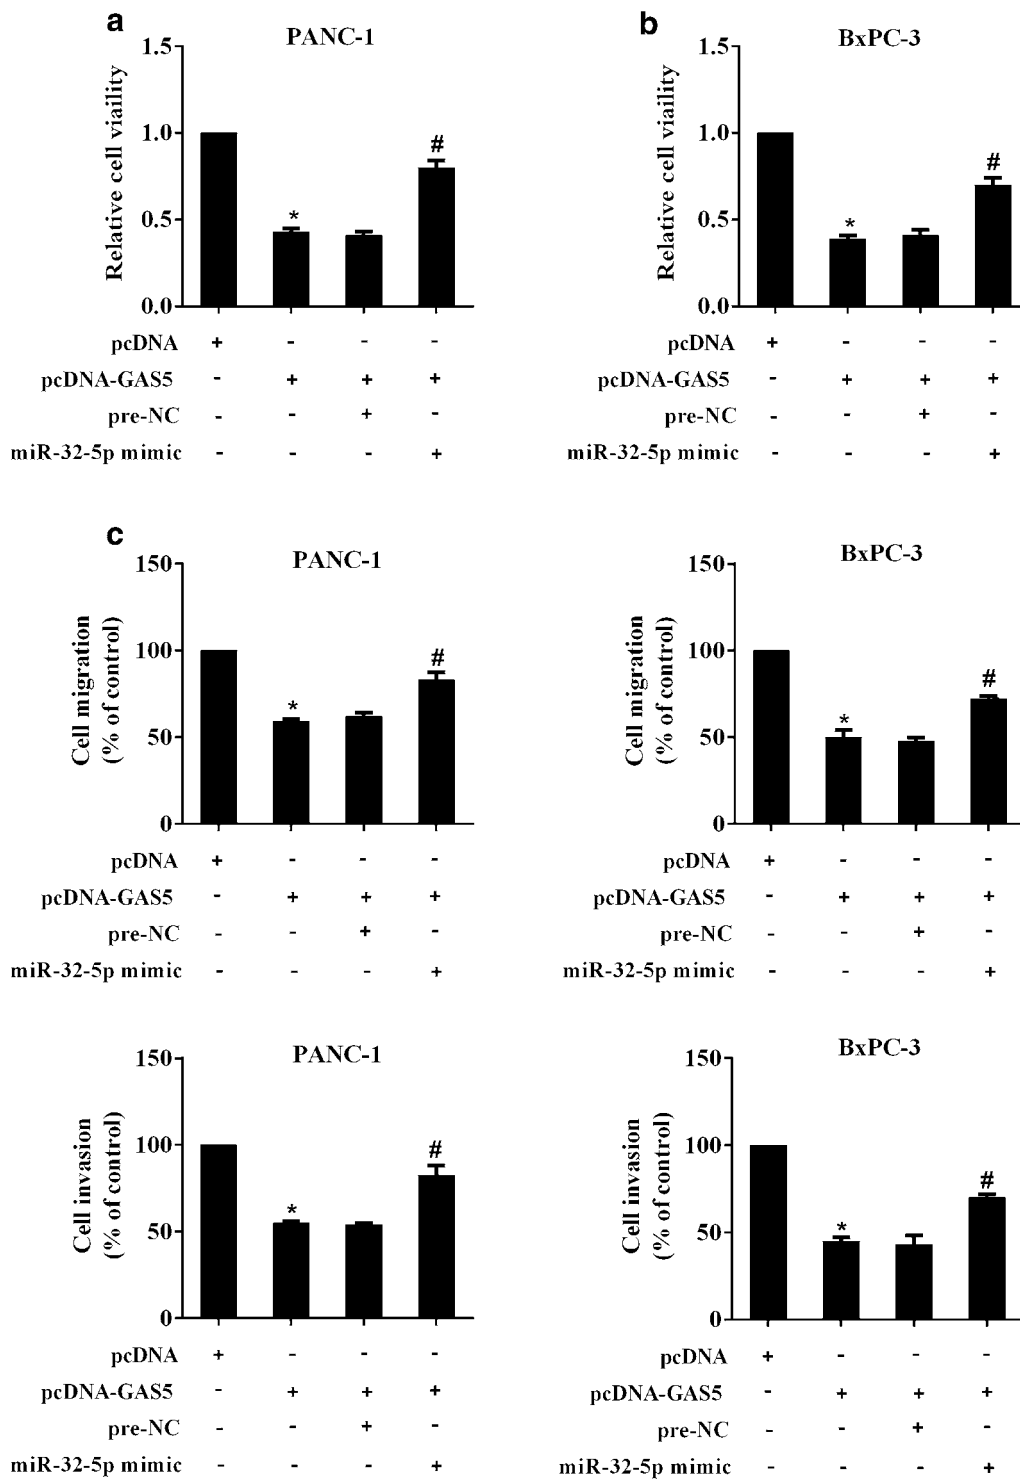 a
PANC-1
Relative cell viaility
1.5
1.0
0.5
0.0
*
#
pcDNA + - - -
pcDNA-GAS5 - + + +
pre-NC - - + -
miR-32-5p mimic - - - +
b
BxPC-3
Relative cell viaility
1.5
1.0
0.5
0.0
*
#
pcDNA + - - -
pcDNA-GAS5 - + + +
pre-NC - - + -
miR-32-5p mimic - - - +
c
PANC-1
Cell migration
(% of control)
150
100
50
0
*
#
pcDNA + - - -
pcDNA-GAS5 - + + +
pre-NC - - + -
miR-32-5p mimic - - - +
BxPC-3
Cell migration
(% of control)
150
100
50
0
*
#
pcDNA + - - -
pcDNA-GAS5 - + + +
pre-NC - - + -
miR-32-5p mimic - - - +
PANC-1
Cell invasion
(% of control)
150
100
50
0
*
#
pcDNA + - - -
pcDNA-GAS5 - + + +
pre-NC - - + -
miR-32-5p mimic - - - +
BxPC-3
Cell invasion
(% of control)
150
100
50
0
*
#
pcDNA + - - -
pcDNA-GAS5 - + + +
pre-NC - - + -
miR-32-5p mimic - - - +